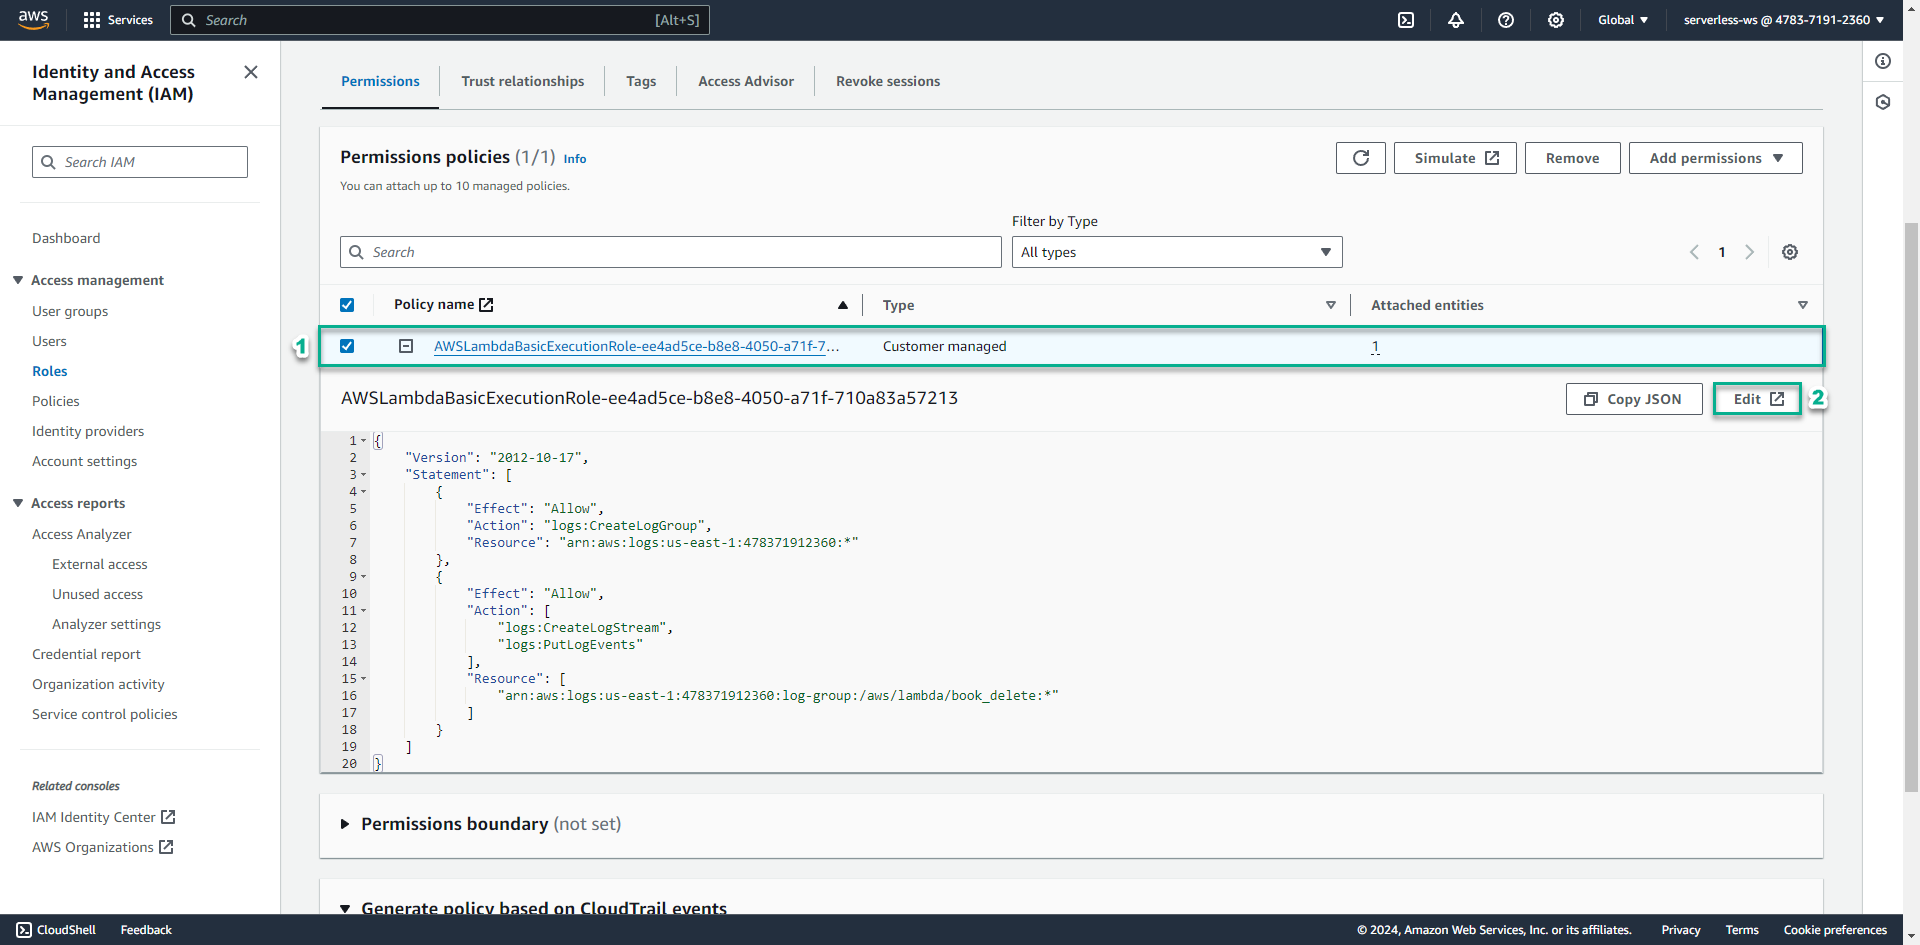 aws
Services
Search
[Alt+S]
Global ▼
serverless-ws @ 4783-7191-2360 ▼
Identity and Access
Management (IAM)
Search IAM
Dashboard
Access management
User groups
Users
Roles
Policies
Identity providers
Account settings
Access reports
Access Analyzer
External access
Unused access
Analyzer settings
Credential report
Organization activity
Service control policies
Related consoles
IAM Identity Center
AWS Organizations
Permissions
Trust relationships
Tags
Access Advisor
Revoke sessions
Permissions policies (1/1) Info
You can attach up to 10 managed policies.
Simulate
Remove
Add permissions ▼
Filter by Type
Search
All types
1
Policy name
Type
Attached entities
1
AWSLambdaBasicExecutionRole-ee4ad5ce-b8e8-4050-a71f-7...
Customer managed
1
AWSLambdaBasicExecutionRole-ee4ad5ce-b8e8-4050-a71f-710a83a57213
Copy JSON
Edit
2
1 {
2 "Version": "2012-10-17",
3 "Statement": [
4 {
5 "Effect": "Allow",
6 "Action": "logs:CreateLogGroup",
7 "Resource": "arn:aws:logs:us-east-1:478371912360:*"
8 },
9 {
10 "Effect": "Allow",
11 "Action": [
12 "logs:CreateLogStream",
13 "logs:PutLogEvents"
14 ],
15 "Resource": [
16 "arn:aws:logs:us-east-1:478371912360:log-group:/aws/lambda/book_delete:*"
17 ]
18 }
19 ]
20 }
Permissions boundary (not set)
Generate policy based on CloudTrail events
CloudShell
Feedback
© 2024, Amazon Web Services, Inc. or its affiliates.
Privacy
Terms
Cookie preferences